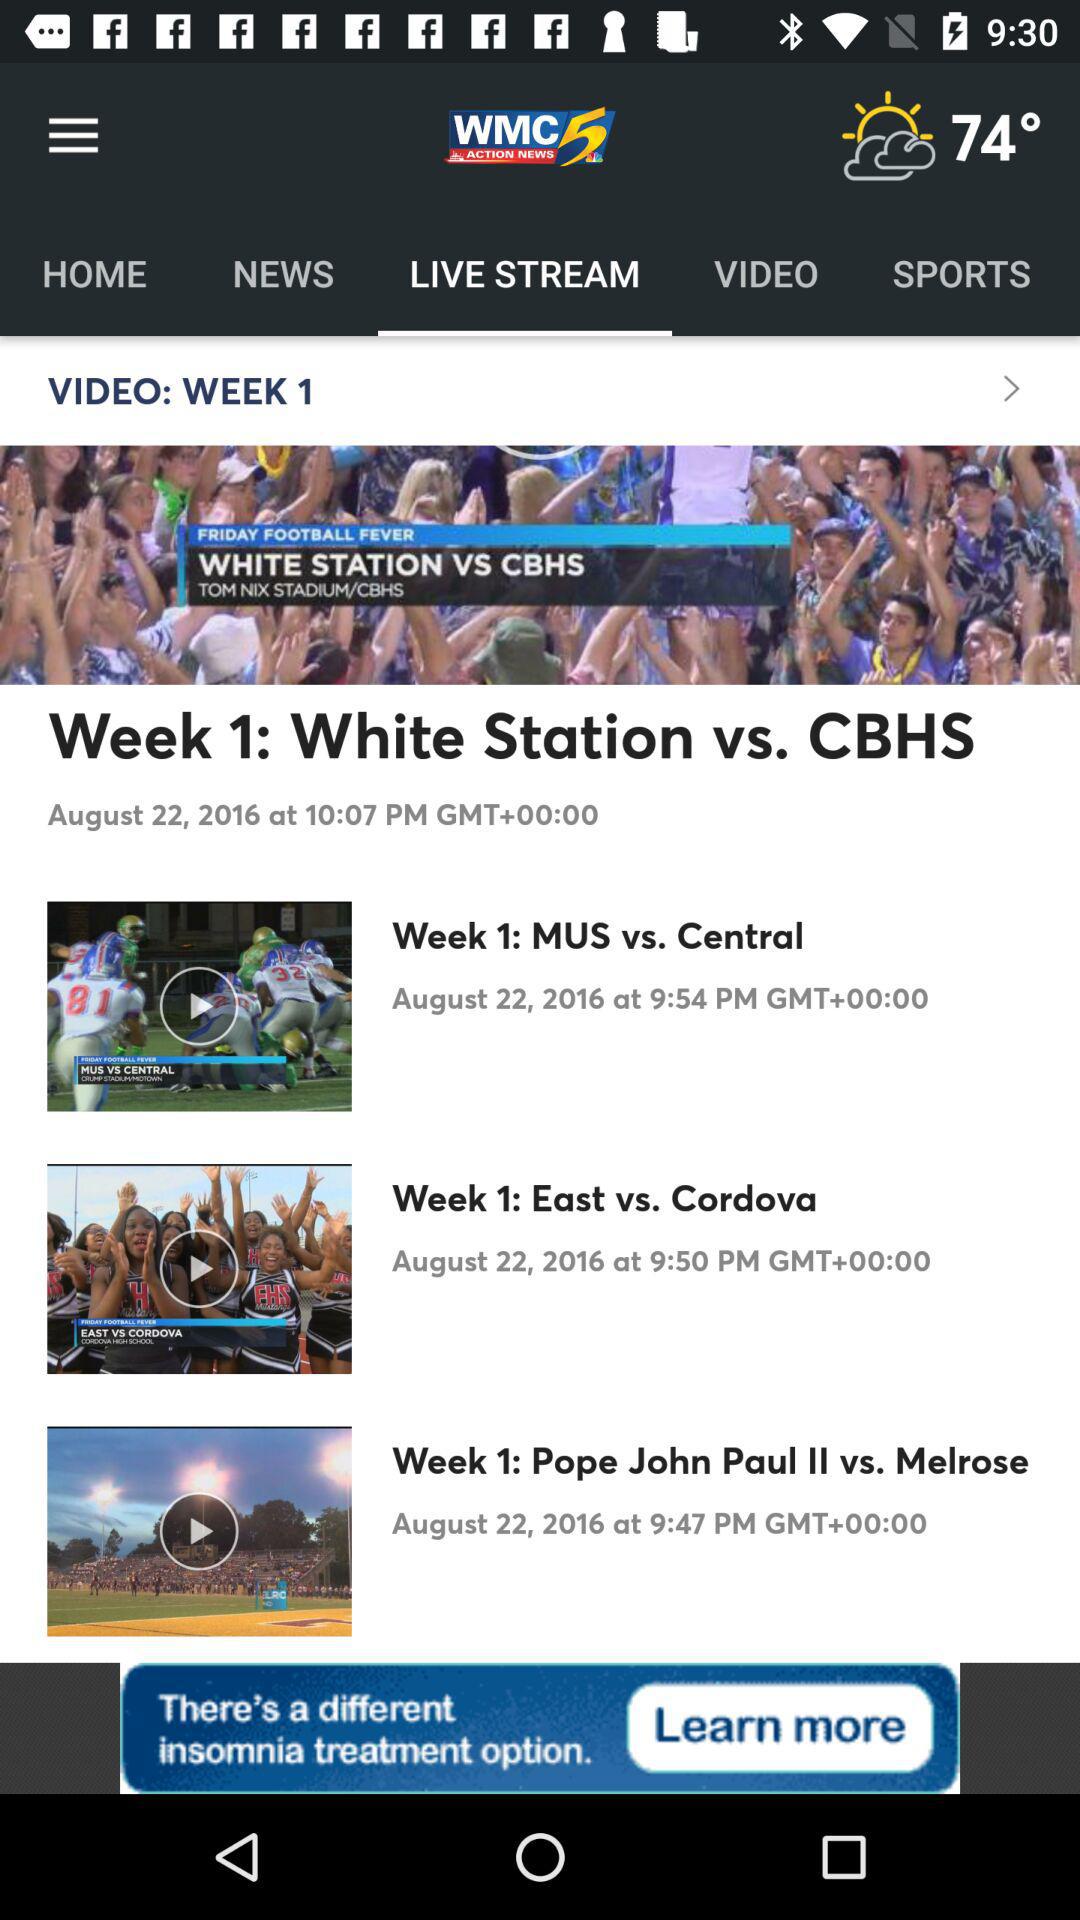 9:30
WMC 5
ACTION NEWS
74°
HOME NEWS LIVE STREAM VIDEO SPORTS
VIDEO: WEEK 1
FRIDAY FOOTBALL FEVER
WHITE STATION VS CBHS
TOM NIX STADIUM/CBHS
Week 1: White Station vs. CBHS
August 22, 2016 at 10:07 PM GMT+00:00
81
32
FRIDAY FOOTBALL FEVER
MUS VS CENTRAL
CRUMP STADIUM/MIDTOWN
Week 1: MUS vs. Central
August 22, 2016 at 9:54 PM GMT+00:00
EHS
Mustangs
FRIDAY FOOTBALL FEVER
EAST VS CORDOVA
CORDOVA HIGH SCHOOL
Week 1: East vs. Cordova
August 22, 2016 at 9:50 PM GMT+00:00
Week 1: Pope John Paul II vs. Melrose
August 22, 2016 at 9:47 PM GMT+00:00
There's a different
insomnia treatment option.
Learn more